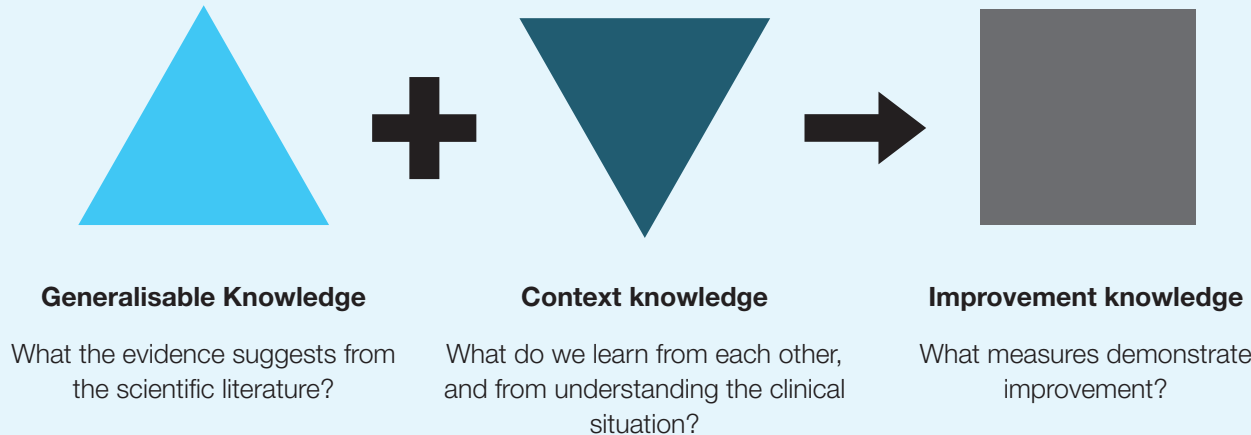 Generalisable Knowledge
What the evidence suggests from
the scientific literature?
Context knowledge
What do we learn from each other,
and from understanding the clinical
situation?
Improvement knowledge
What measures demonstrate
improvement?